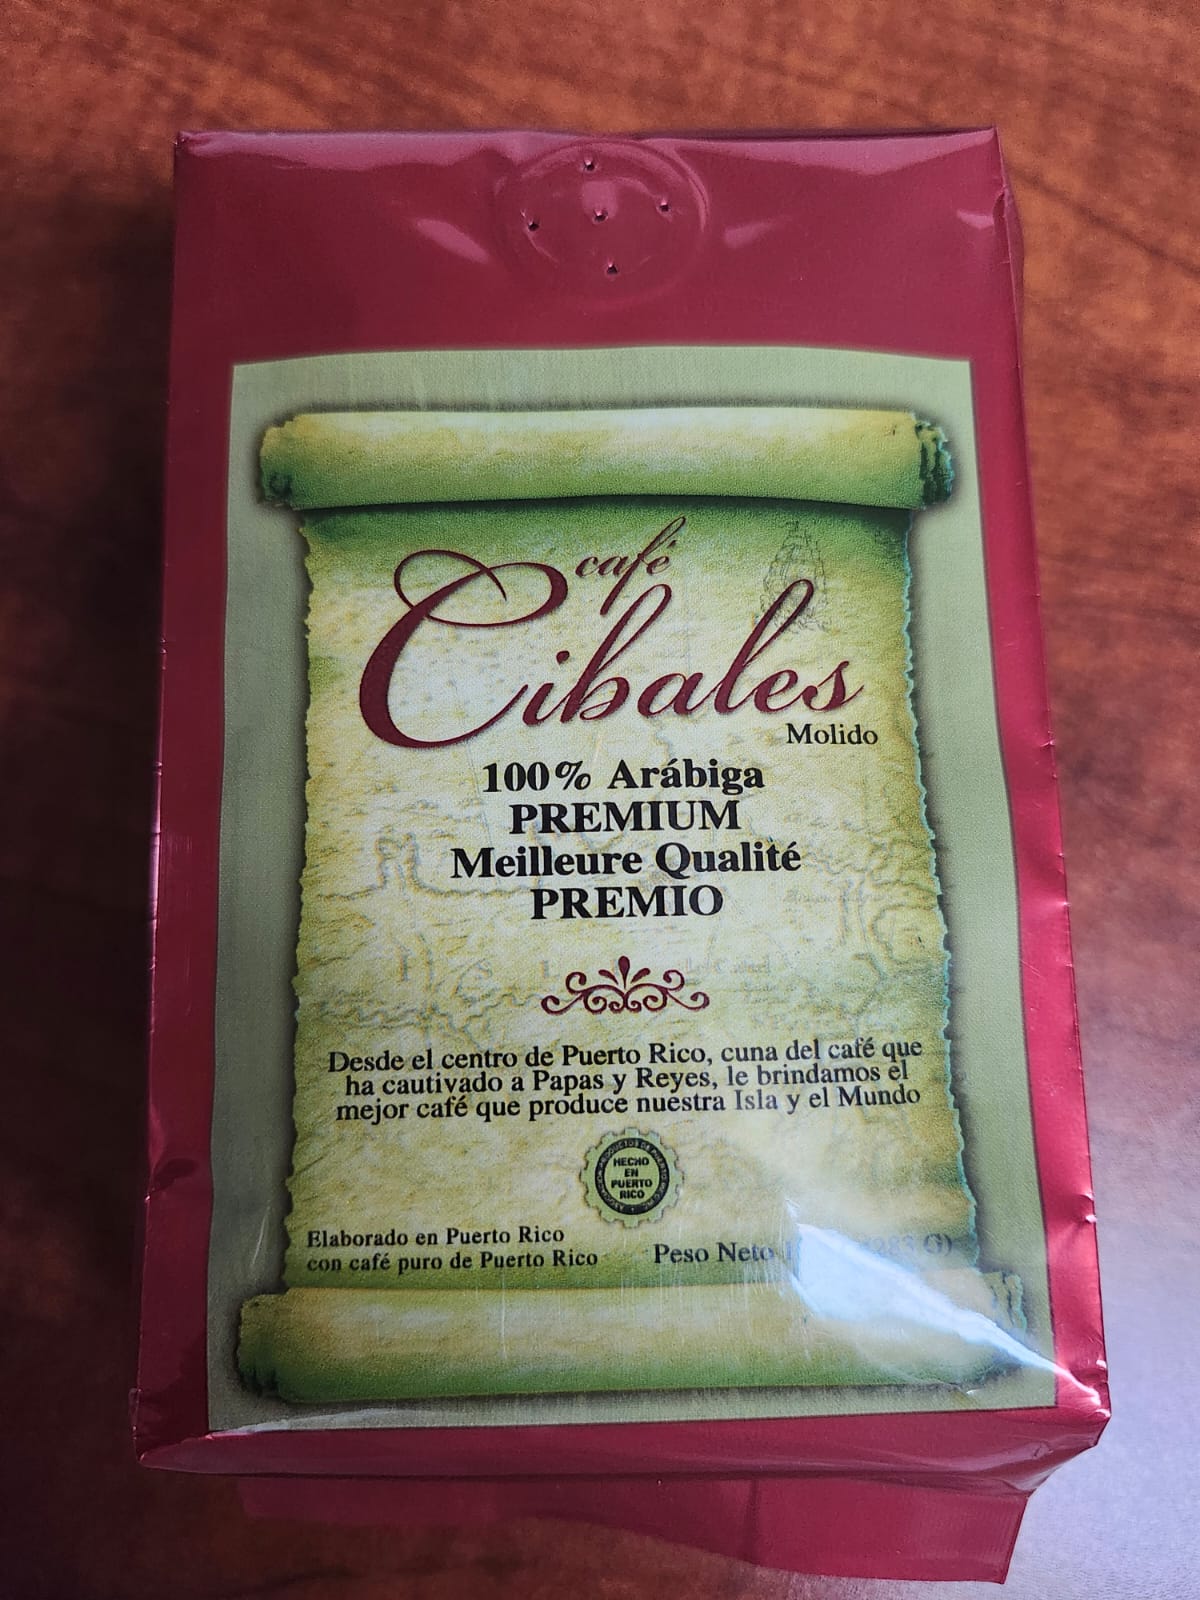 café
Cibales
Molido
100% Arábiga
PREMIUM
Meilleure Qualité
PREMIO
Desde el centro de Puerto Rico, cuna del café que
ha cautivado a Papas y Reyes, le brindamos el
mejor café que produce nuestra Isla y el Mundo
HECHO
EN
PUERTO
RICO
Elaborado en Puerto Rico
con café puro de Puerto Rico
Peso Neto